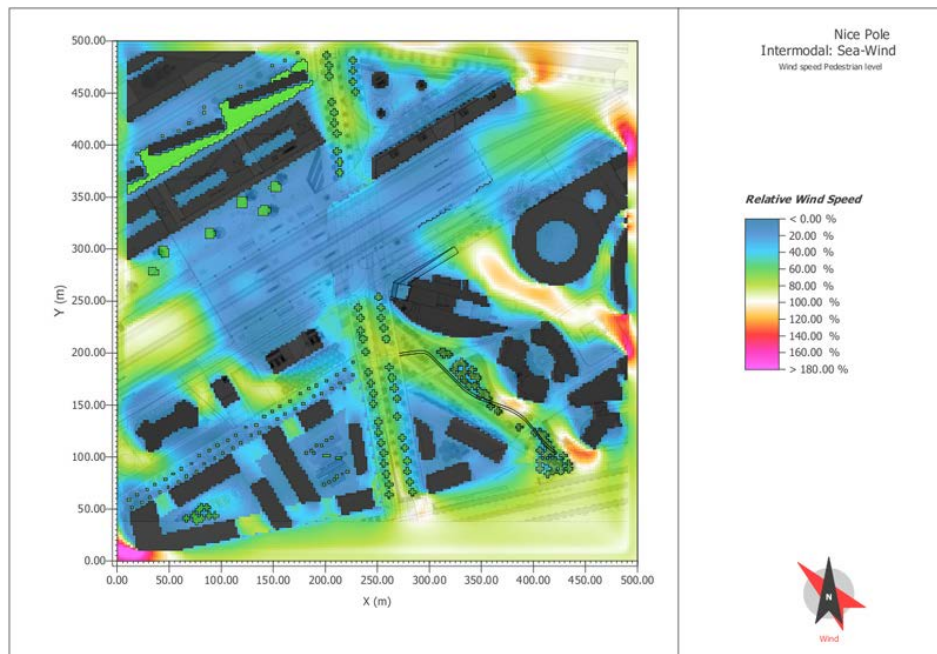 Nice Pole
Intermodal: Sea-Wind
Wind speed Pedestrian level
500.00
450.00
400.00
350.00
300.00
250.00
200.00
150.00
100.00
50.00
0.00
Y (m)
0.00 50.00 100.00 150.00 200.00 250.00 300.00 350.00 400.00 450.00 500.00
X (m)
Relative Wind Speed
< 0.00 %
20.00 %
40.00 %
60.00 %
80.00 %
100.00 %
120.00 %
140.00 %
160.00 %
> 180.00 %
N
Wind